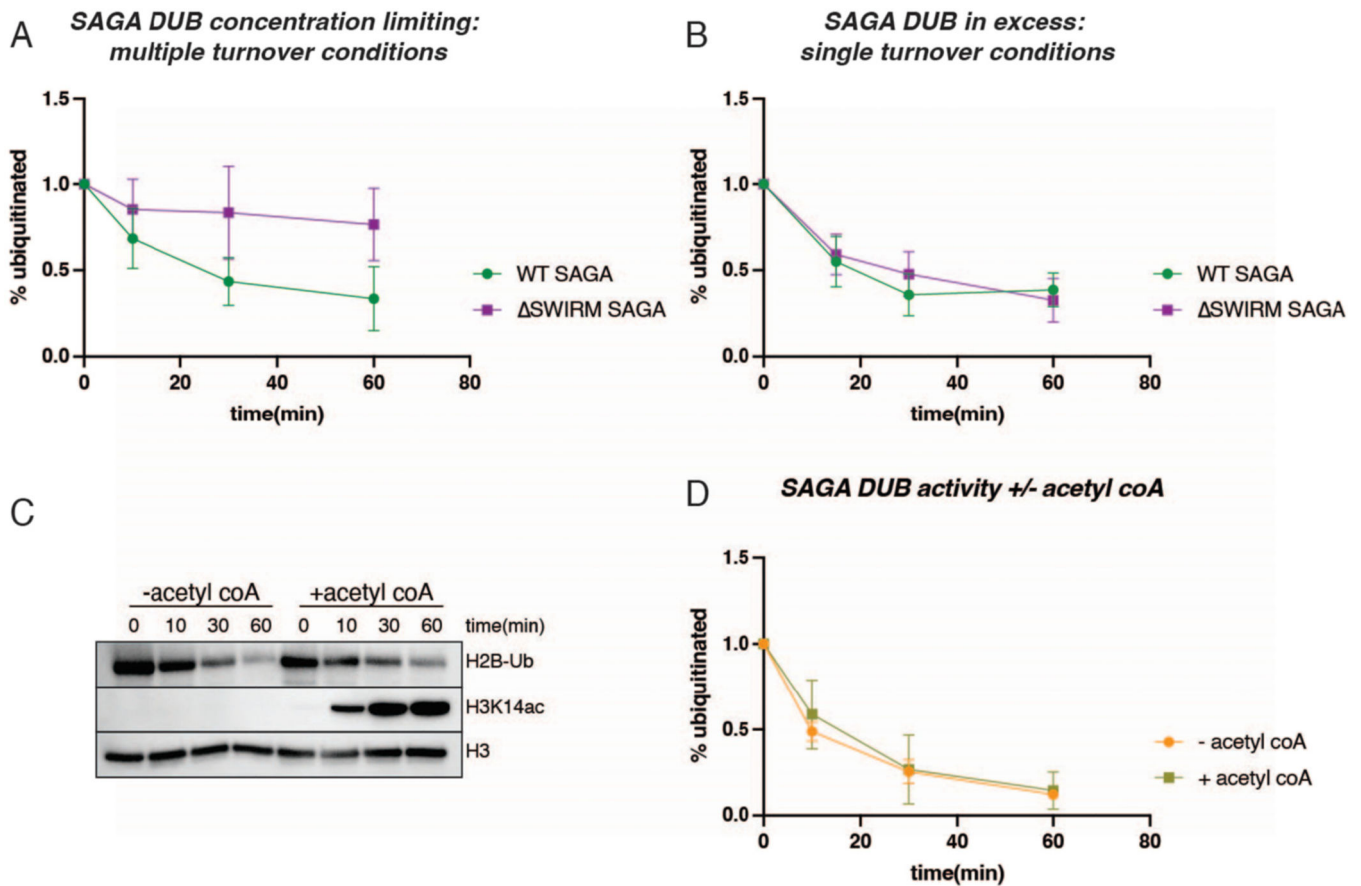 A
SAGA DUB concentration limiting:
multiple turnover conditions
1.5
1.0
0.5
0.0
% ubiquitinated
0 20 40 60 80
time(min)
WT SAGA
ΔSWIRM SAGA
B
SAGA DUB in excess:
single turnover conditions
1.5
1.0
0.5
0.0
% ubiquitinated
0 20 40 60 80
time(min)
WT SAGA
ΔSWIRM SAGA
C
-acetyl coA +acetyl coA
0 10 30 60 0 10 30 60 time(min)
H2B-Ub
H3K14ac
H3
D
SAGA DUB activity +/- acetyl coA
1.5
1.0
0.5
0.0
% ubiquitinated
0 20 40 60 80
time(min)
- acetyl coA
+ acetyl coA